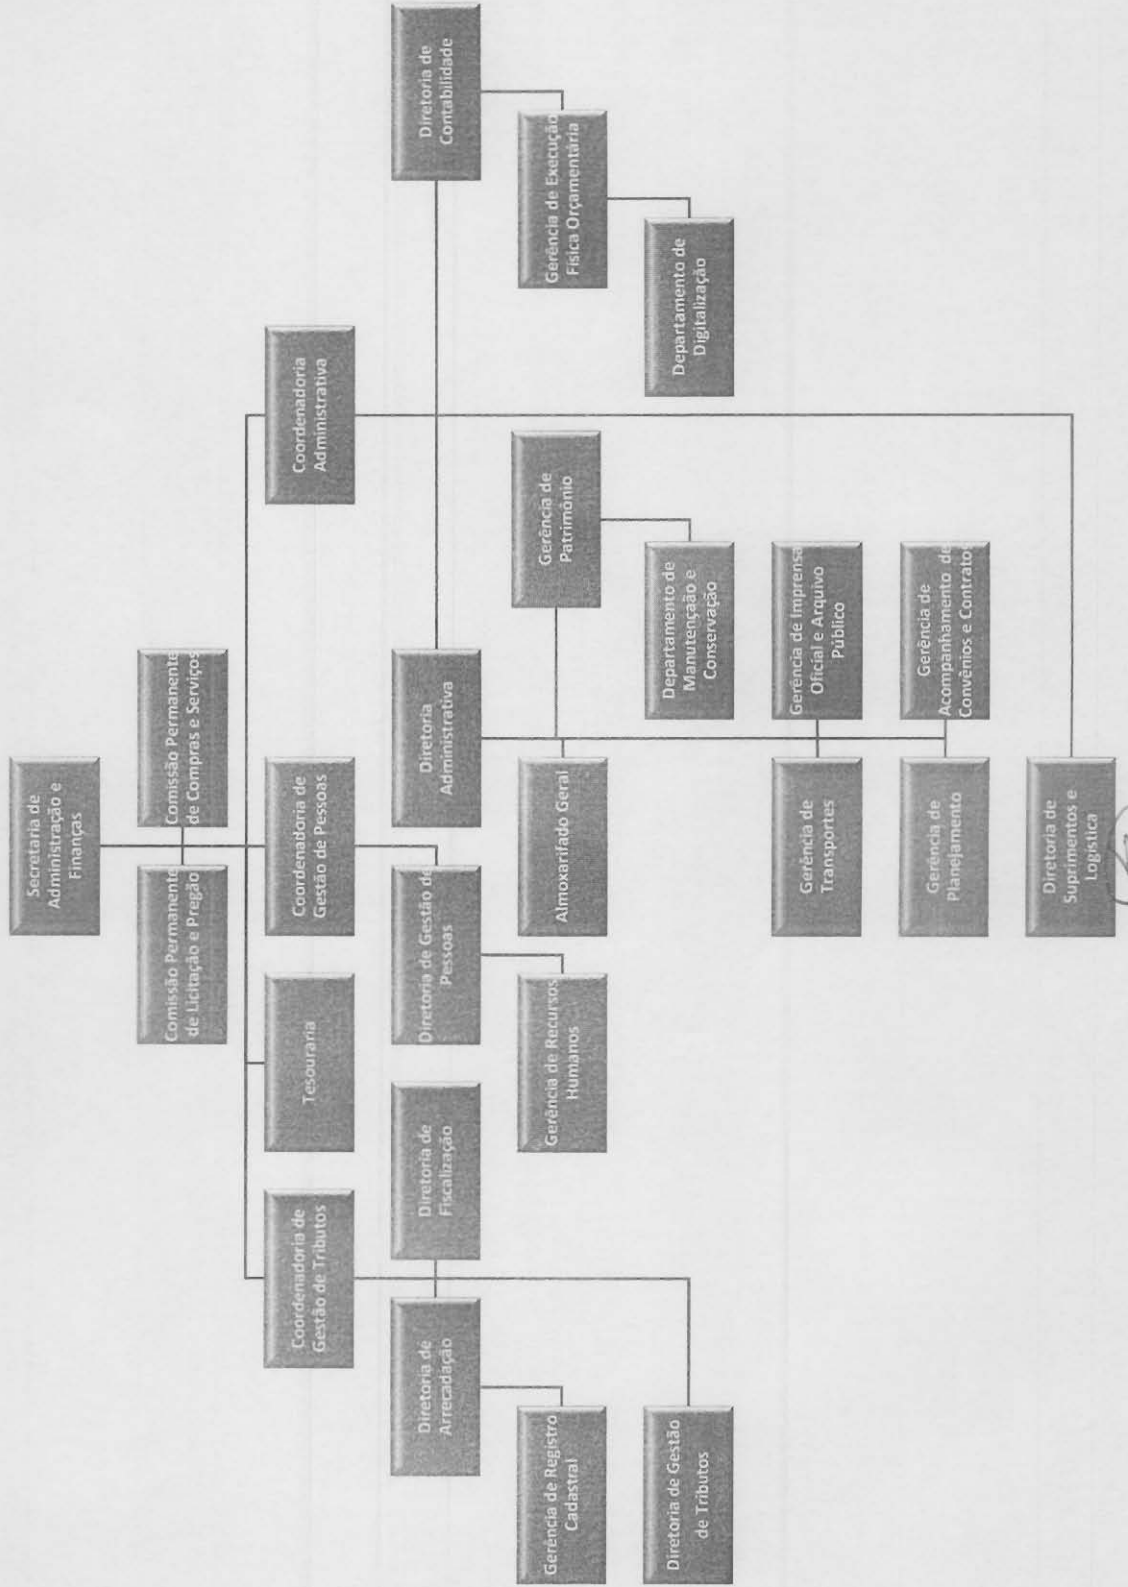 Secretaria de
Administração e
Finanças
Comissão Permanente
de Licitação e Pregão
Comissão Permanente
de Compras e Serviços
Coordenadoria de
Gestão de Tributos
Tesouraria
Coordenadoria de
Gestão de Pessoas
Coordenadoria
Administrativa
Diretoria de
Arrecadação
Diretoria de
Fiscalização
Diretoria de Gestão de
Pessoas
Diretoria
Administrativa
Diretoria de
Contabilidade
Gerência de Registro
Cadastral
Gerência de Recursos
Humanos
Almoxarifado Geral
Gerência de
Patrimônio
Gerência de Execução
Física Orçamentária
Diretoria de Gestão
de Tributos
Departamento de
Manutençãao e
Conservação
Departamento de
Digitalização
Gerência de
Transportes
Gerência de Imprensa
Oficial e Arquivo
Público
Gerência de
Planejamento
Gerência de
Acompanhamento de
Convênios e Contratos
Diretoria de
Suprimentos e
Logística